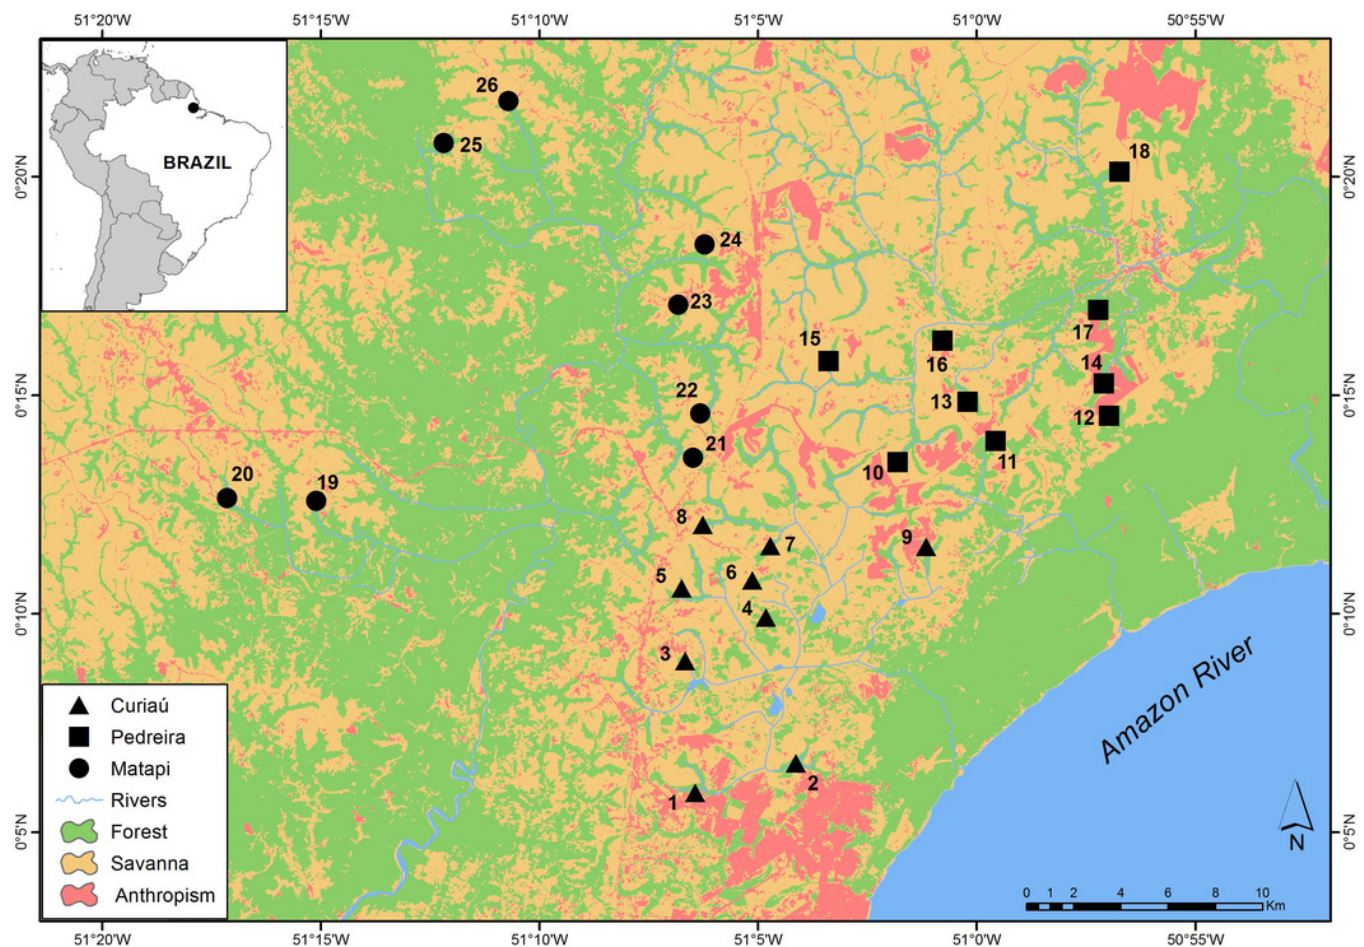 51°20'W 51°15'W 51°10'W 51°5'W 51°0'W 50°55'W
BRAZIL
26
25
18
0°20'N 0°20'N
24
23
17
15
16
14
22
13
0°15'N 0°15'N
12
21
11
10
20
19
8
9
7
6
5
4
0°10'N 0°10'N
3
Amazon River
2
1
Curiaú
Pedreira
Matapi
Rivers
Forest
Savanna
Anthropism
0°5'N 0°5'N
N
0 1 2 4 6 8 10
Km
51°20'W 51°15'W 51°10'W 51°5'W 51°0'W 50°55'W